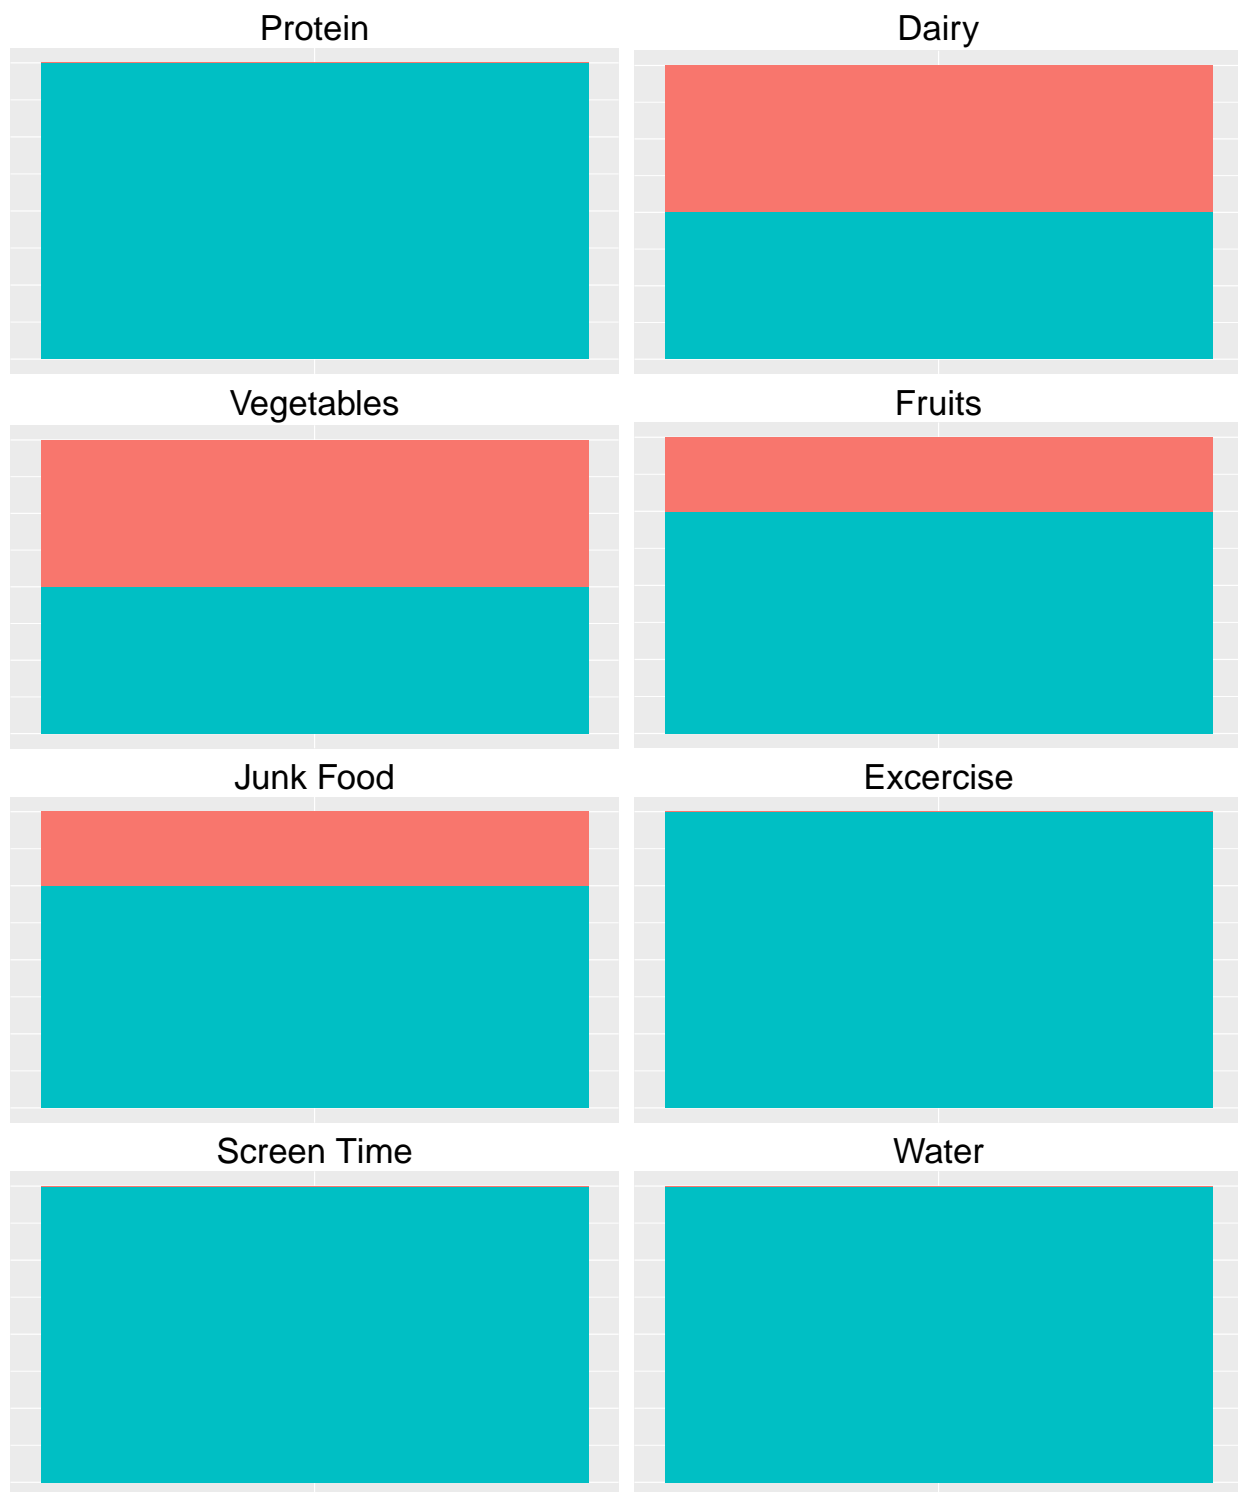 Protein
Dairy
Vegetables
Fruits
Junk Food
Excercise
Screen Time
Water